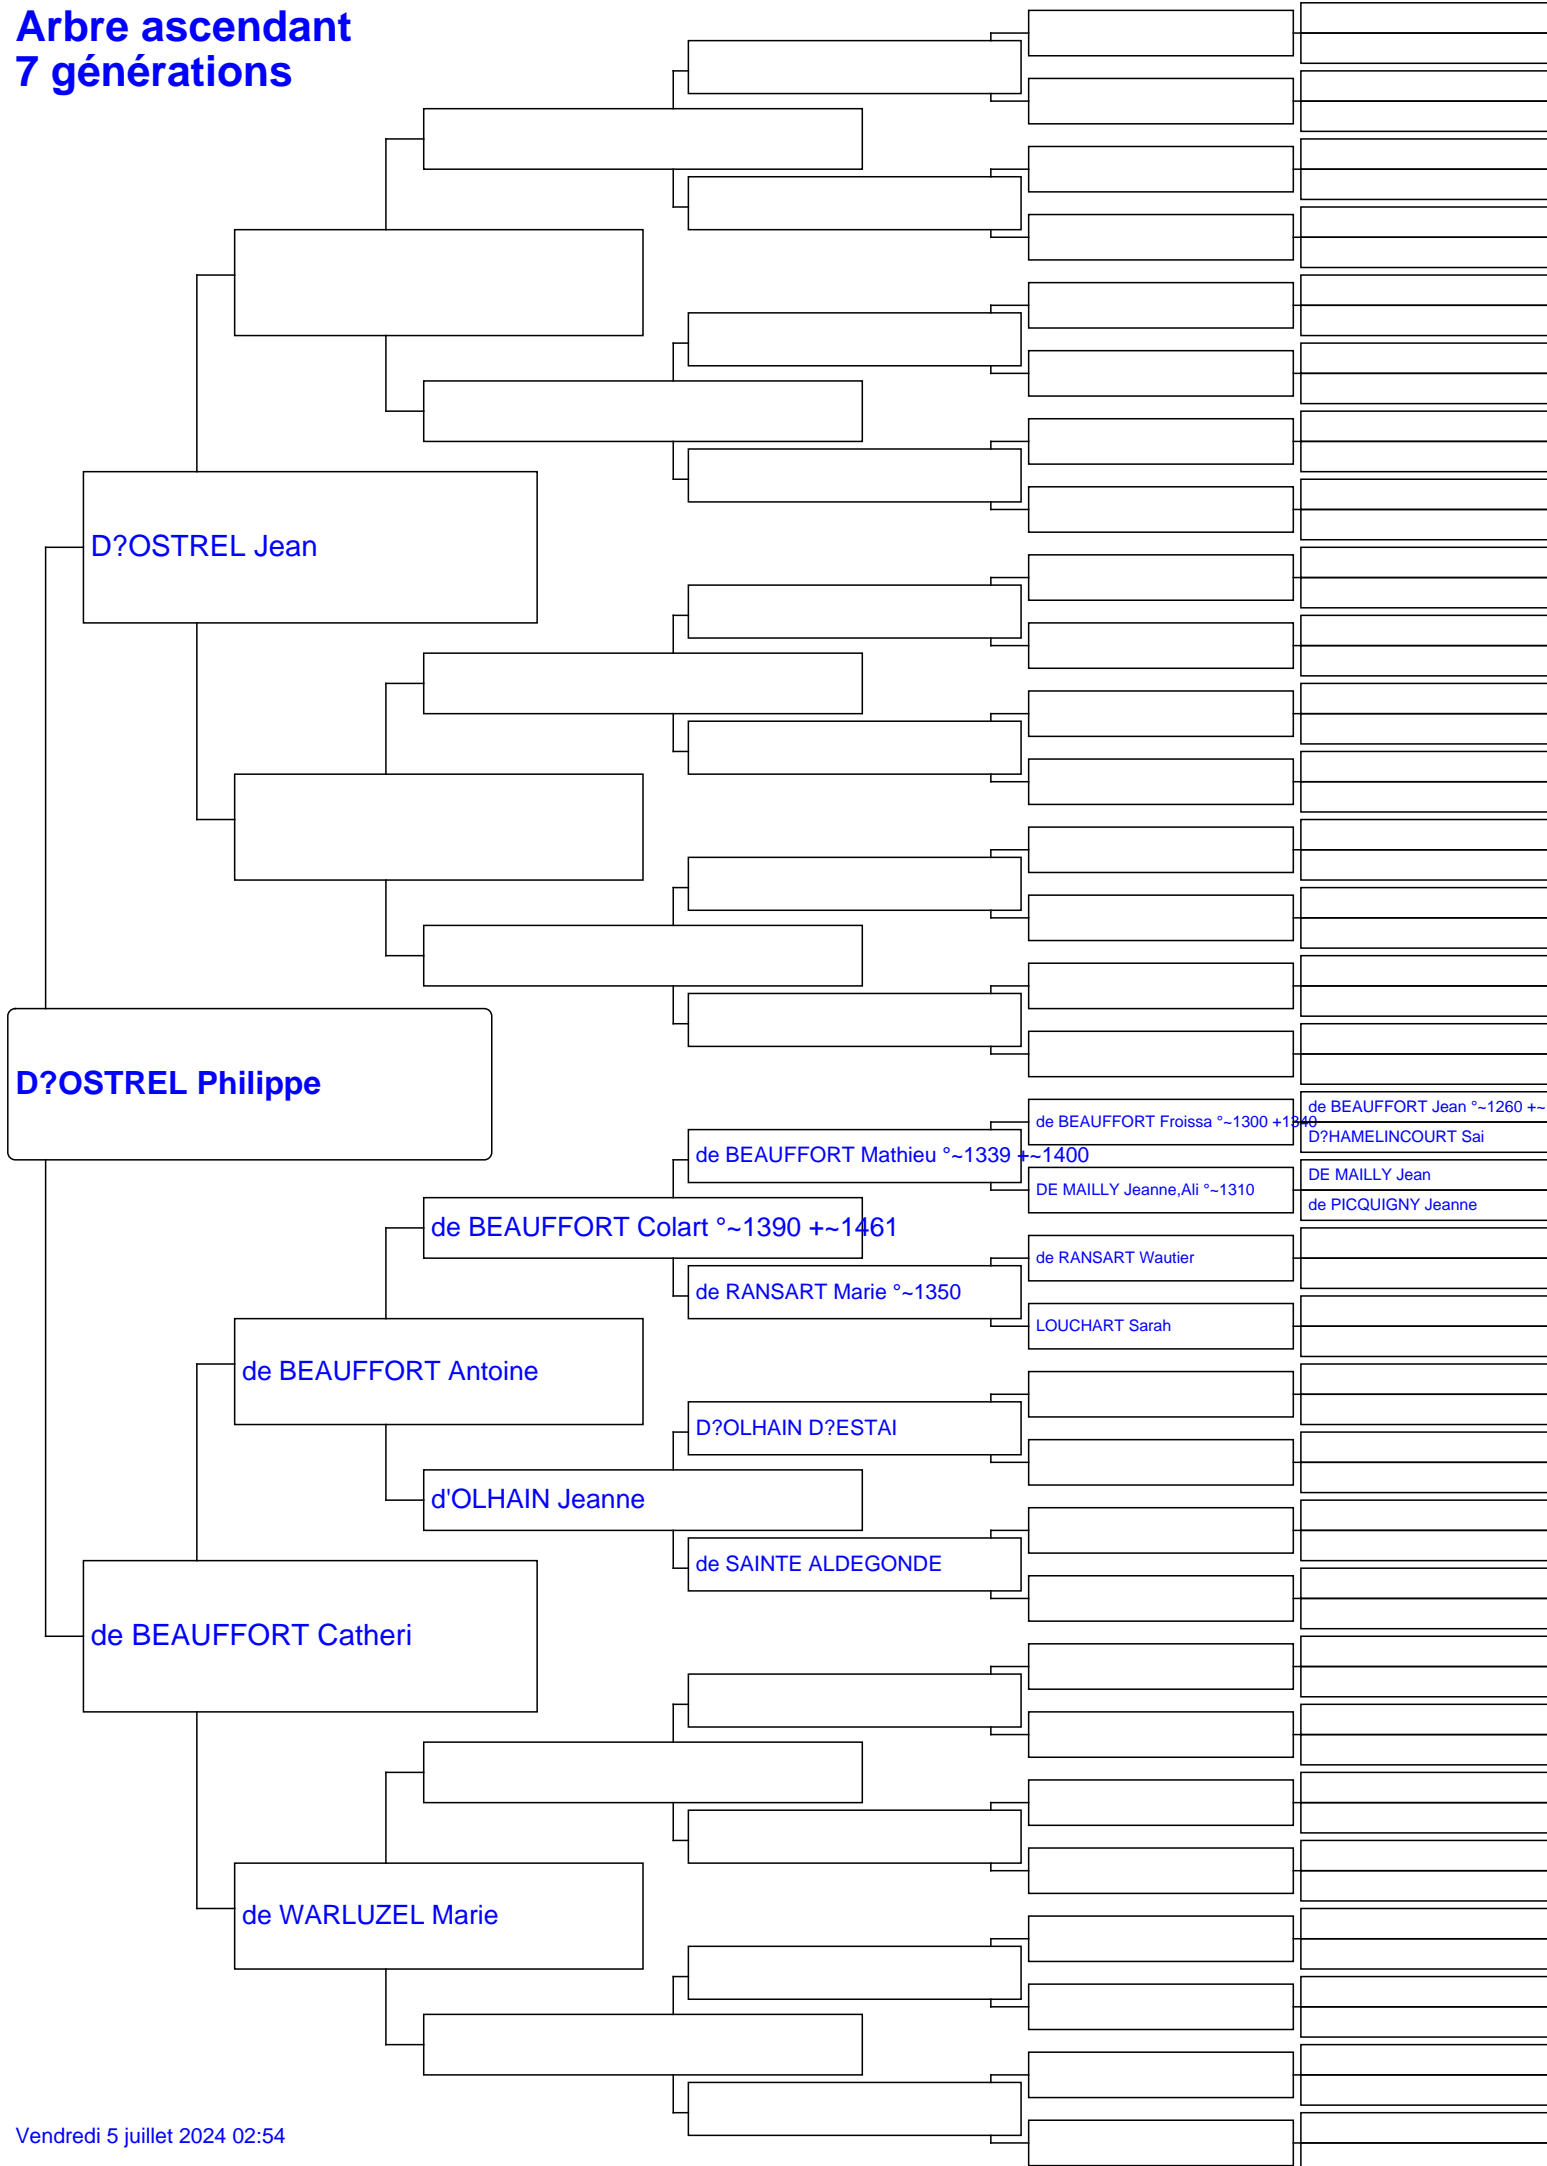 Arbre ascendant
7 générations
D?OSTREL Jean
D?OSTREL Philippe
de BEAUFFORT Jean °~1260 +~
de BEAUFFORT Froissa °~1300 +1340
D?HAMELINCOURT Sai
de BEAUFFORT Mathieu °~1339 +~1400
DE MAILLY Jean
DE MAILLY Jeanne,Ali °~1310
de PICQUIGNY Jeanne
de BEAUFFORT Colart °~1390 +~1461
de RANSART Wautier
de RANSART Marie °~1350
LOUCHART Sarah
de BEAUFFORT Antoine
D?OLHAIN D?ESTAI
d'OLHAIN Jeanne
de SAINTE ALDEGONDE
de BEAUFFORT Catheri
de WARLUZEL Marie
Vendredi 5 juillet 2024 02:54